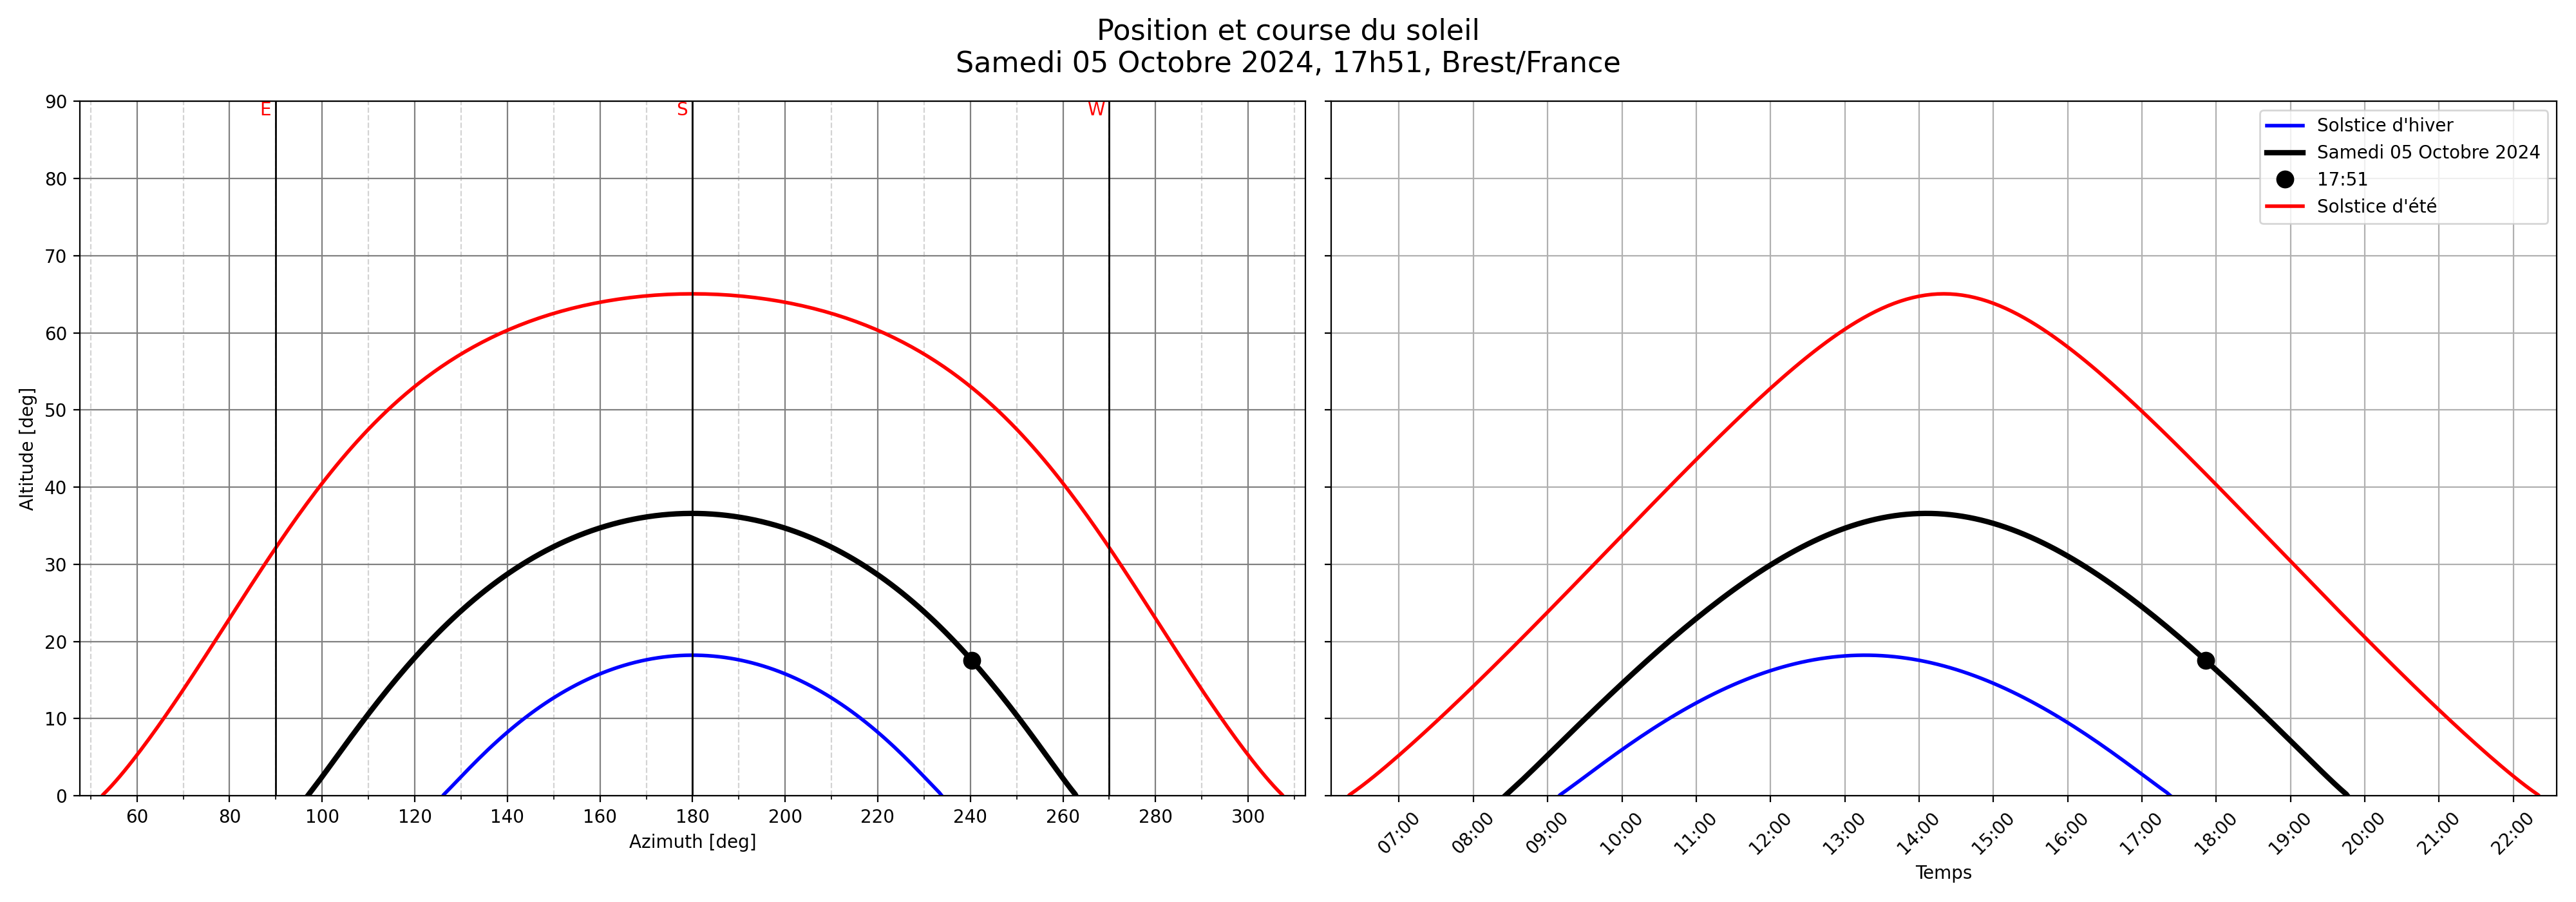 Position et course du soleil
Samedi 05 Octobre 2024, 17h51, Brest/France
E
S
W
90
80
70
60
50
40
30
20
10
0
Altitude [deg]
60 80 100 120 140 160 180 200 220 240 260 280 300
Azimuth [deg]
Solstice d'hiver
Samedi 05 Octobre 2024
17:51
Solstice d'été
07:00 08:00 09:00 10:00 11:00 12:00 13:00 14:00 15:00 16:00 17:00 18:00 19:00 20:00 21:00 22:00
Temps